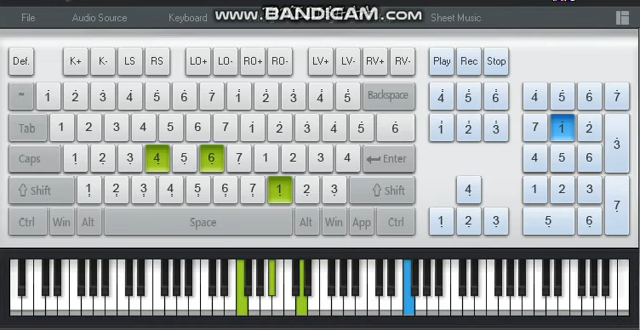 File Audio Source Keyboard WWW.BANDICAM.COM Sheet Music
Def. K+ K- LS RS LO+ LO- RO+ RO- LV+ LV- RV+ RV- Play Rec Stop
~ 1 2 3 4 5 6 7 1 2 3 4 5 Backspace 4 5 6 4 5 6 7
Tab 1 2 3 4 5 6 7 1 2 3 4 5 6 1 2 3 7 1 2 3
Caps 1 2 3 4 5 6 7 1 2 3 4 Enter 4 5 6
Shift 1 2 3 4 5 6 7 1 2 3 Shift 4 1 2 3 7
Ctrl Win Alt Space Alt Win App Ctrl 1 2 3 5 6